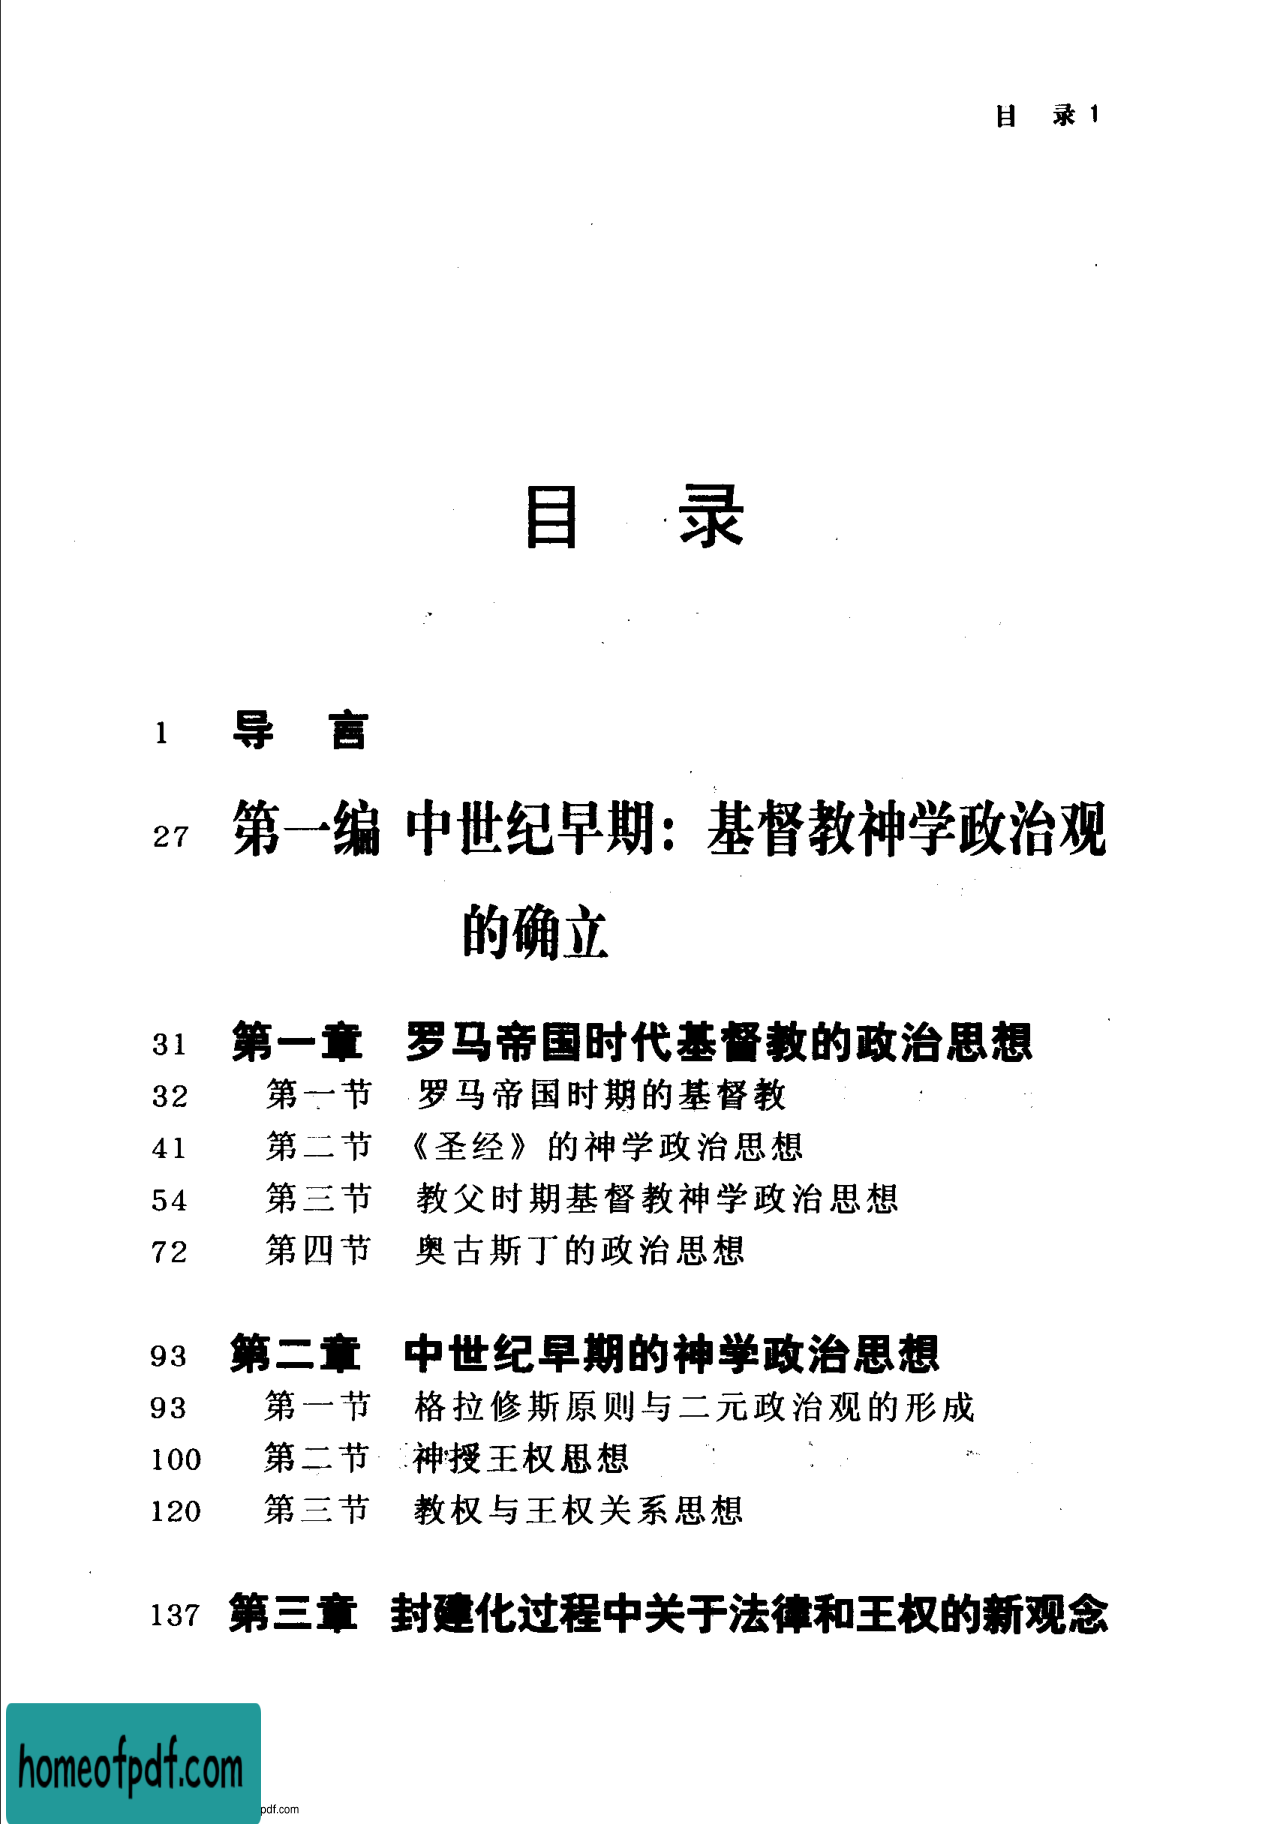 目 录 1
目 录
1 导 言
27 第一编 中世纪早期：基督教神学政治观
的确立
31 第一章 罗马帝国时代基督教的政治思想
32 第一节 罗马帝国时期的基督教
41 第二节 《圣经》的神学政治思想
54 第三节 教父时期基督教神学政治思想
72 第四节 奥古斯丁的政治思想
93 第二章 中世纪早期的神学政治思想
93 第一节 格拉修斯原则与二元政治观的形成
100 第二节 神授王权思想
120 第三节 教权与王权关系思想
137 第三章 封建化过程中关于法律和王权的新观念
homeofpdf.com
pdf.com